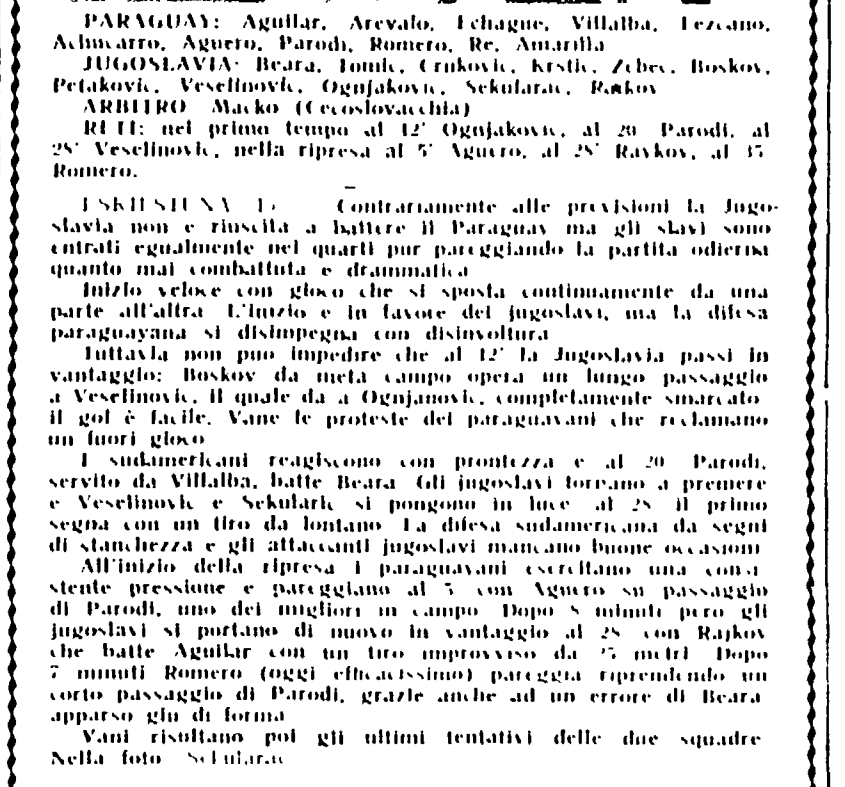 PARAGUAY: Aguilar, Arevalo, Echague, Villalba, Lezcano,
Achucarro, Aguero, Parodi, Romero, Re, Amarilla
JUGOSLAVIA: Beara, Tomic, Crnkovic, Krstic, Zebec, Boskov,
Petakovic, Veselinovic, Ognjakovic, Sekularac, Raikov
ARBITRO Macko (Cecoslovacchia)
RETI: nel primo tempo al 12' Ognjakovic, al 20 Parodi, al
28' Veselinovic, nella ripresa al 5' Aguero, al 28' Raykov, al 35
Romero.
ESKILSTUNA 15 Contrariamente alle previsioni la Jugo-
slavia non e riuscita a battere il Paraguay ma gli slavi sono
entrati egualmente nei quarti pur pareggiando la partita odierna
quanto mai combattuta e drammatica
Inizio veloce con gioco che si sposta continuamente da una
parte all'altra L'inizio e in favore dei jugoslavi, ma la difesa
paraguayana si disimpegna con disinvoltura
Tuttavia non puo impedire che al 12' la Jugoslavia passi in
vantaggio: Boskov da meta campo opera un lungo passaggio
a Veselinovic, il quale da a Ognjanovic, completamente smarcato
il gol è facile. Vane le proteste dei paraguayani che reclamano
un fuori gioco
I sudamericani reagiscono con prontezza e al 20 Parodi,
servito da Villalba, batte Beara Gli jugoslavi tornano a premere
e Veselinovic e Sekularic si pongono in luce al 28 il primo
segna con un tiro da lontano La difesa sudamericana da segni
di stanchezza e gli attaccanti jugoslavi mancano buone occasioni
All'inizio della ripresa i paraguayani esercitano una consi
stente pressione e pareggiano al 5 con Aguero su passaggio
di Parodi, uno dei migliori in campo Dopo 8 minuti pero gli
jugoslavi si portano di nuovo in vantaggio al 28 con Rajkov
che batte Aguilar con un tiro improvviso da 25 metri Dopo
7 minuti Romero (oggi efficacissimo) pareggia riprendendo un
corto passaggio di Parodi, grazie anche ad un errore di Beara
apparso giu di forma
Vani risultano poi gli ultimi tentativi delle due squadre
Nella foto Sekularac